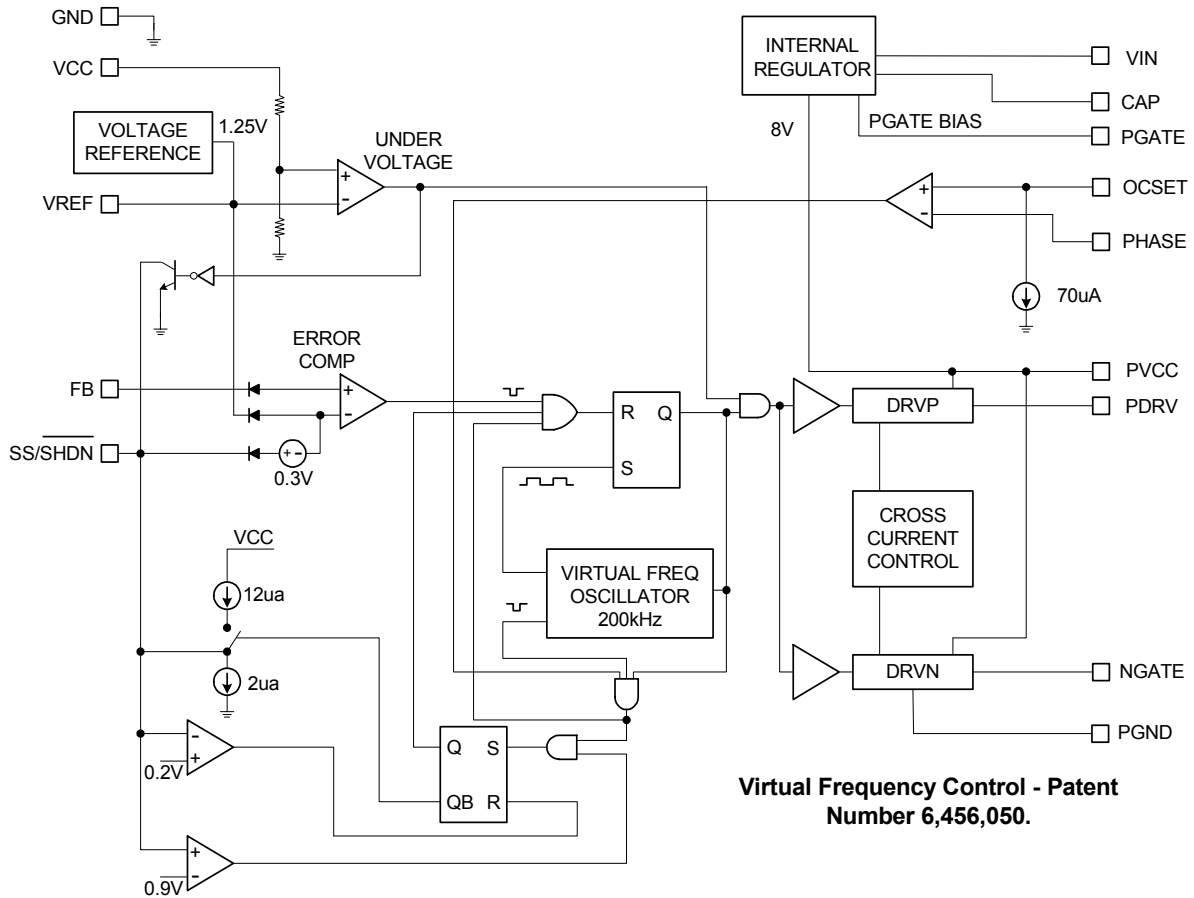 GND
VCC
VOLTAGE
REFERENCE
1.25V
VREF
UNDER
VOLTAGE
+
-
INTERNAL
REGULATOR
8V
PGATE BIAS
VIN
CAP
PGATE
+
-
OCSET
PHASE
70uA
ERROR
COMP
FB
+
-
SS/SHDN
+ -
0.3V
R Q
S
DRVP
PVCC
PDRV
CROSS
CURRENT
CONTROL
VCC
12ua
2ua
VIRTUAL FREQ
OSCILLATOR
200kHz
DRVN
NGATE
PGND
Q S
QB R
-
+
0.2V
+
-
0.9V
Virtual Frequency Control - Patent
Number 6,456,050.